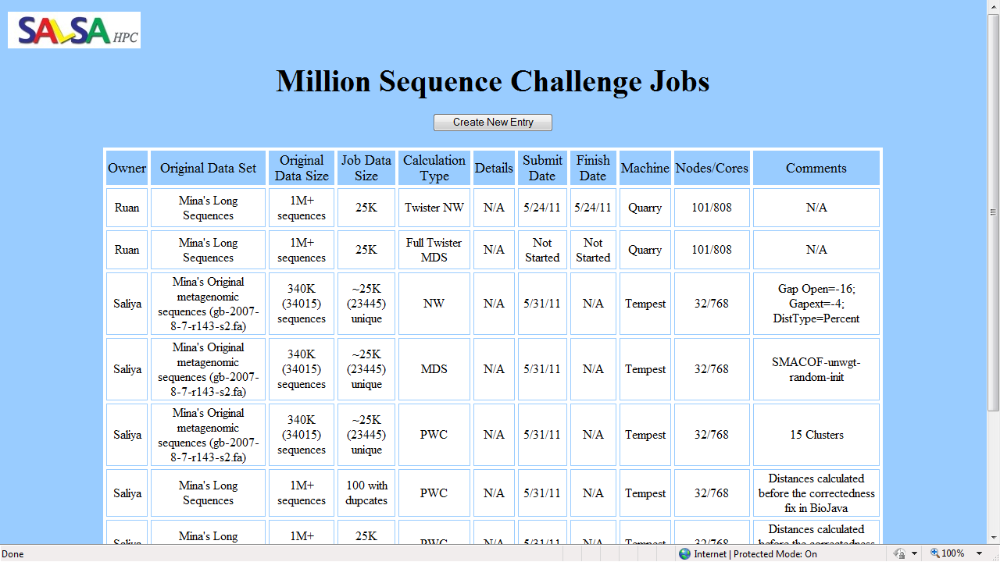 SALSA HPC
Million Sequence Challenge Jobs
Create New Entry
Owner Original Data Set Original Data Size Job Data Size Calculation Type Details Submit Date Finish Date Machine Nodes/Cores Comments
Ruan Mina's Long Sequences 1M+ sequences 25K Twister NW N/A 5/24/11 5/24/11 Quarry 101/808 N/A
Ruan Mina's Long Sequences 1M+ sequences 25K Full Twister MDS N/A Not Started Not Started Quarry 101/808 N/A
Saliya Mina's Original metagenomic sequences (gb-2007-8-7-r143-s2.fa) 340K (34015) sequences ~25K (23445) unique NW N/A 5/31/11 N/A Tempest 32/768 Gap Open=-16; Gapext=-4; DistType=Percent
Saliya Mina's Original metagenomic sequences (gb-2007-8-7-r143-s2.fa) 340K (34015) sequences ~25K (23445) unique MDS N/A 5/31/11 N/A Tempest 32/768 SMACOF-unwgt-random-init
Saliya Mina's Original metagenomic sequences (gb-2007-8-7-r143-s2.fa) 340K (34015) sequences ~25K (23445) unique PWC N/A 5/31/11 N/A Tempest 32/768 15 Clusters
Saliya Mina's Long Sequences 1M+ sequences 100 with dupcates PWC N/A 5/31/11 N/A Tempest 32/768 Distances calculated before the correctedness fix in BioJava
Saliya Mina's Long 1M+ 25K PWC N/A 5/31/11 N/A Tempest 32/768 Distances calculated before the correctedness
Done Internet | Protected Mode: On 100%